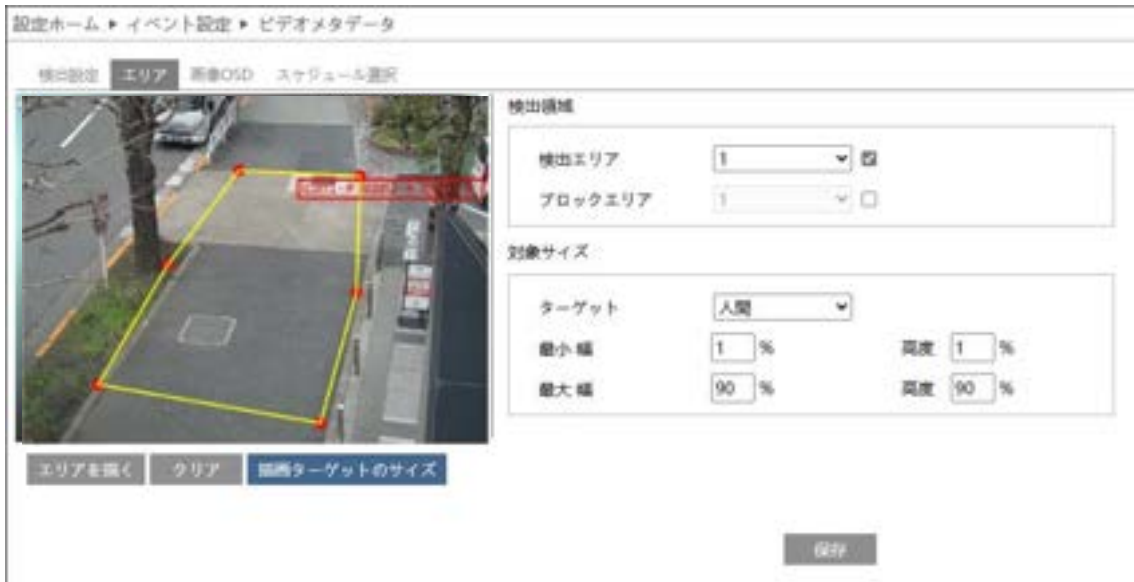 設定ホーム ▶ イベント設定 ▶ ビデオメタデータ
検出設定 エリア 画像OSD スケジュール選択
検出領域
検出エリア 1
ブロックエリア 1
対象サイズ
ターゲット 人間
最小 幅 1 % 高度 1 %
最大 幅 90 % 高度 90 %
エリアを描く クリア 描画ターゲットのサイズ
保存